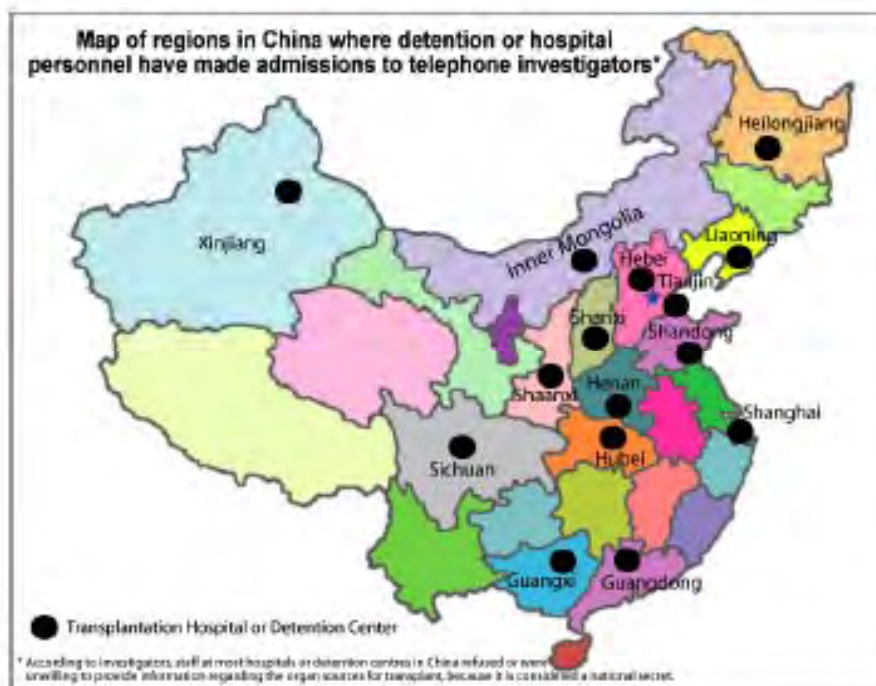 Map of regions in China where detention or hospital
personnel have made admissions to telephone investigators*
Heilongjiang
Xinjiang
Inner Mongolia
Liaoning
Hebei
Tianjin
Shanxi
Shandong
Shaanxi
Henan
Shanghai
Sichuan
Hubei
Guangxi
Guangdong
Transplantation Hospital or Detention Center
* According to investigators, staff at most hospitals or detention centres in China refused or were
unwilling to provide information regarding the organ sources for transplant, because it is considered a national secret.